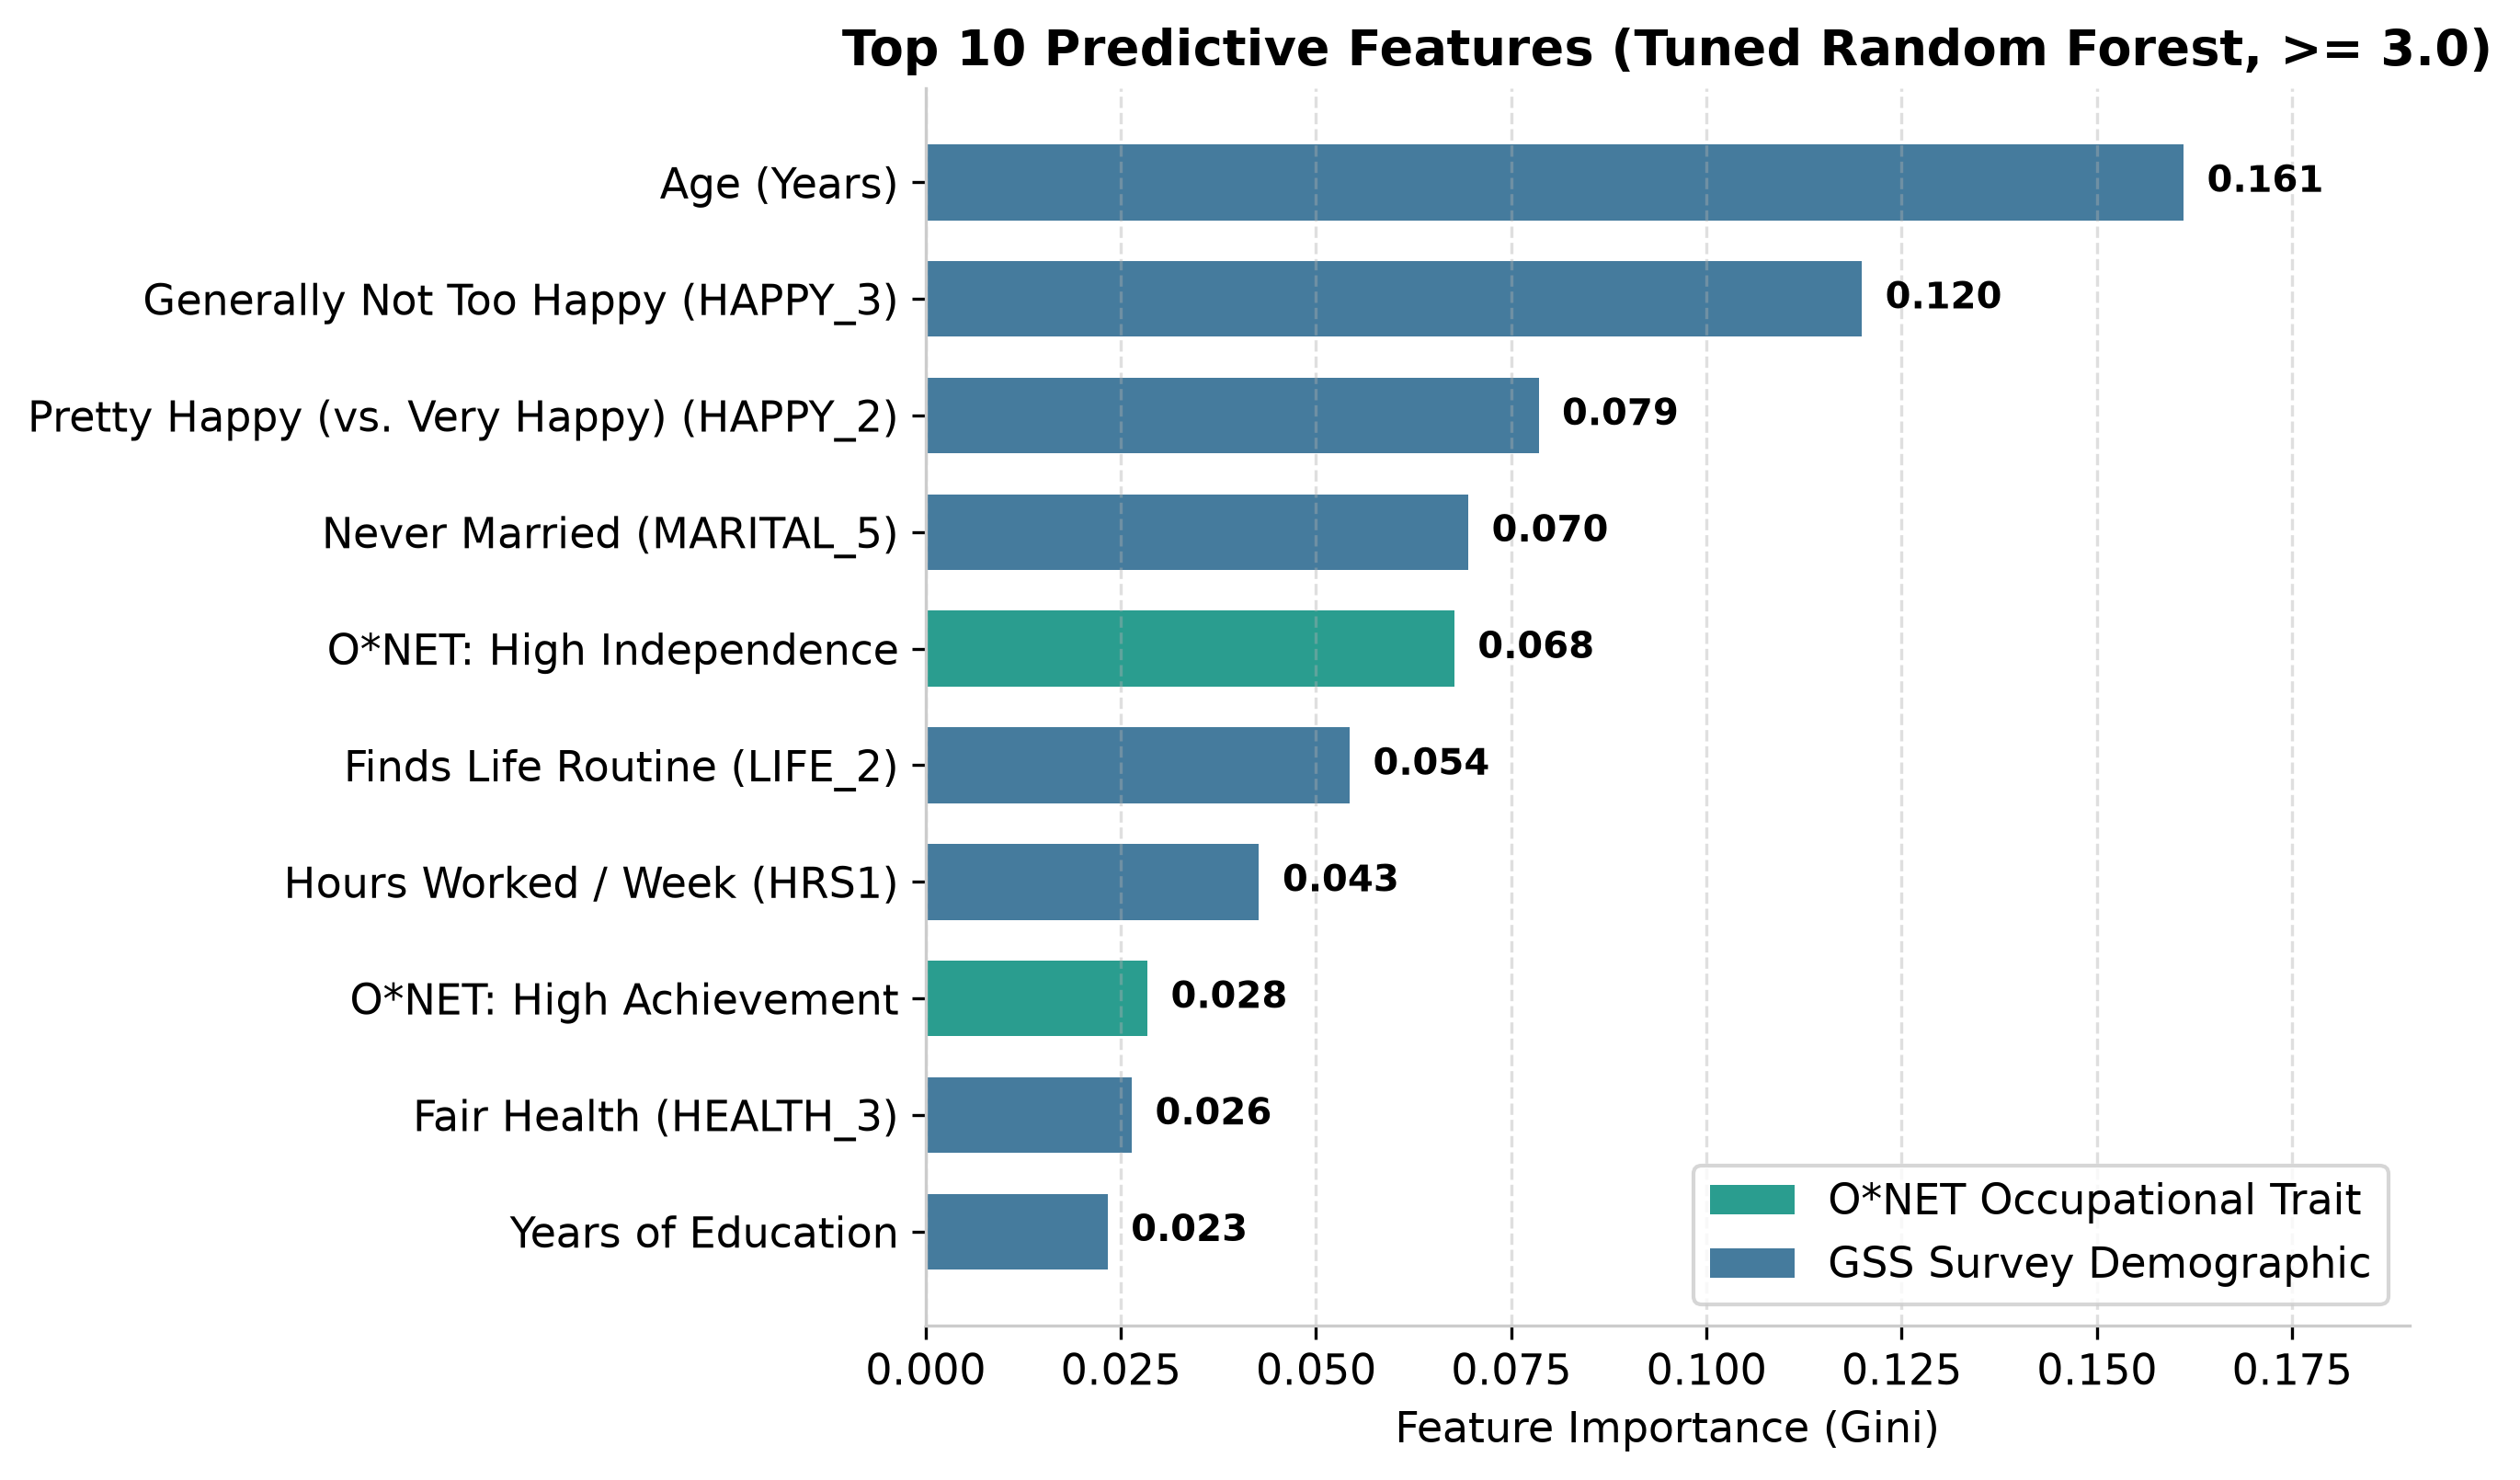 Top 10 Predictive Features (Tuned Random Forest, >= 3.0)
Age (Years) 0.161
Generally Not Too Happy (HAPPY_3) 0.120
Pretty Happy (vs. Very Happy) (HAPPY_2) 0.079
Never Married (MARITAL_5) 0.070
O*NET: High Independence 0.068
Finds Life Routine (LIFE_2) 0.054
Hours Worked / Week (HRS1) 0.043
O*NET: High Achievement 0.028
Fair Health (HEALTH_3) 0.026
Years of Education 0.023
O*NET Occupational Trait
GSS Survey Demographic
0.000 0.025 0.050 0.075 0.100 0.125 0.150 0.175
Feature Importance (Gini)